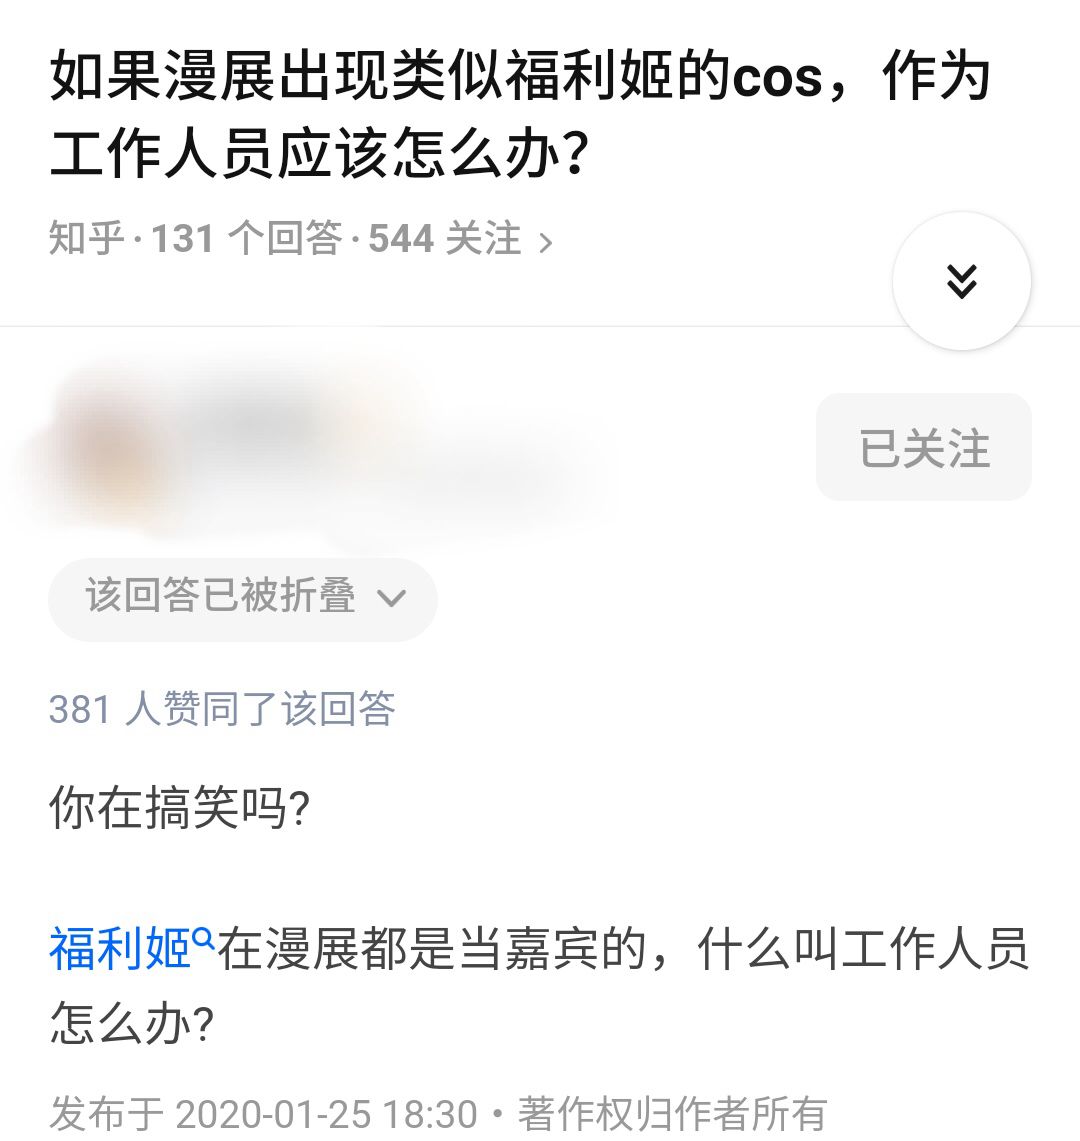 如果漫展出现类似福利姬的cos，作为
工作人员应该怎么办？
知乎 · 131 个回答 · 544 关注 >
已关注
该回答已被折叠
381 人赞同了该回答
你在搞笑吗?
福利姬在漫展都是当嘉宾的，什么叫工作人员
怎么办?
发布于 2020-01-25 18:30 · 著作权归作者所有